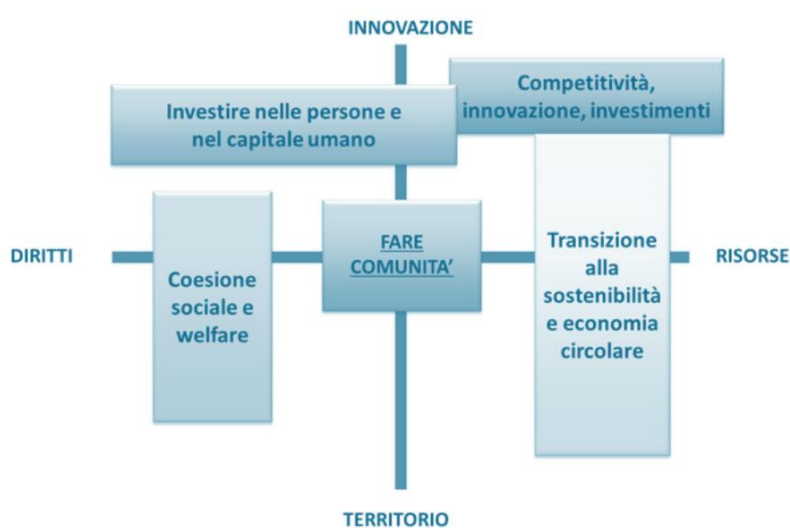 INNOVAZIONE
Investire nelle persone e
nel capitale umano
Competitività,
innovazione, investimenti
DIRITTI
Coesione
sociale e
welfare
FARE
COMUNITA’
Transizione
alla
sostenibilità
e economia
circolare
RISORSE
TERRITORIO